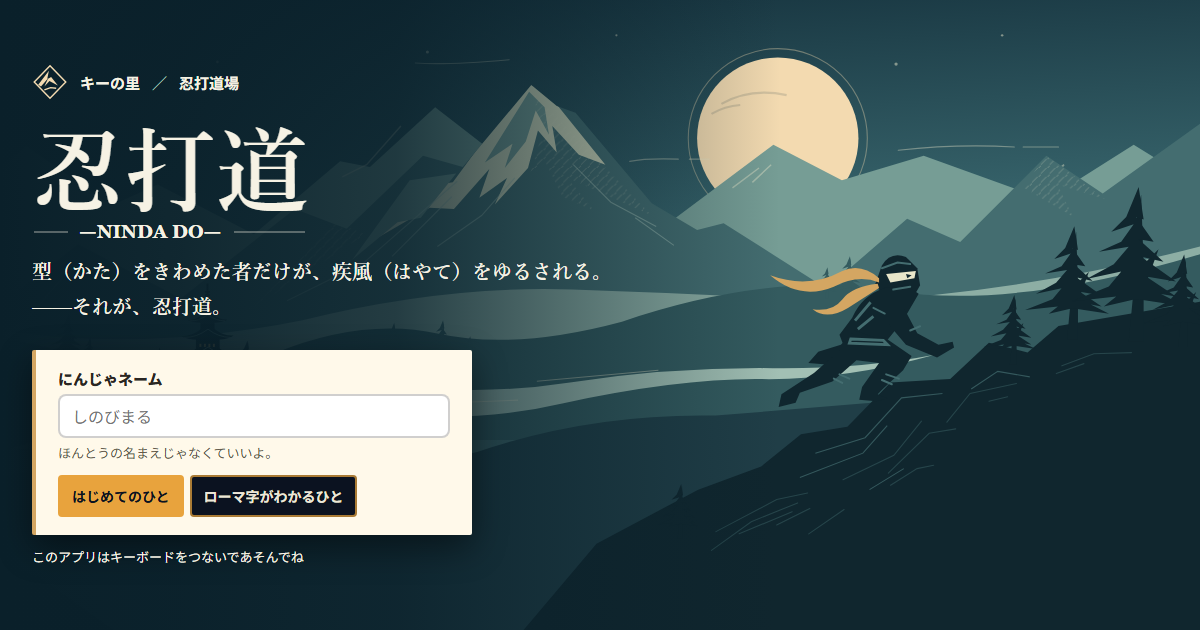 キーの里 ／ 忍打道場
忍打道
—NINDA DO—
型（かた）をきわめた者だけが、疾風（はやて）をゆるされる。
——それが、忍打道。
にんじゃネーム
しのびまる
ほんとうの名まえじゃなくていいよ。
はじめてのひと ローマ字がわかるひと
このアプリはキーボードをつないであそんでね